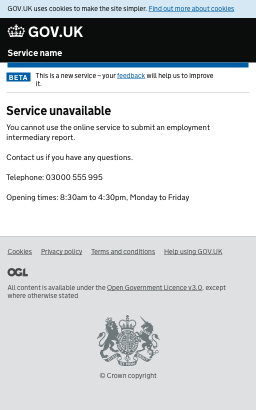 GOV.UK uses cookies to make the site simpler. Find out more about cookies
GOV.UK
Service name
BETA This is a new service – your feedback will help us to improve
it.
Service unavailable
You cannot use the online service to submit an employment
intermediary report.
Contact us if you have any questions.
Telephone: 03000 555 995
Opening times: 8:30am to 4:30pm, Monday to Friday
Cookies Privacy policy Terms and conditions Help using GOV.UK
OGL
All content is available under the Open Government Licence v3.0, except
where otherwise stated
© Crown copyright